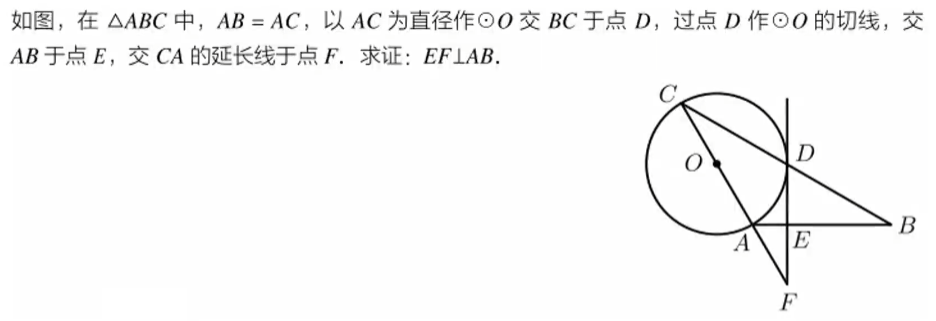 如图，在 △ABC 中，AB = AC，以 AC 为直径作⊙O 交 BC 于点 D，过点 D 作⊙O 的切线，交
AB 于点 E，交 CA 的延长线于点 F．求证：EF⊥AB．
C
D
O
B
A
E
F